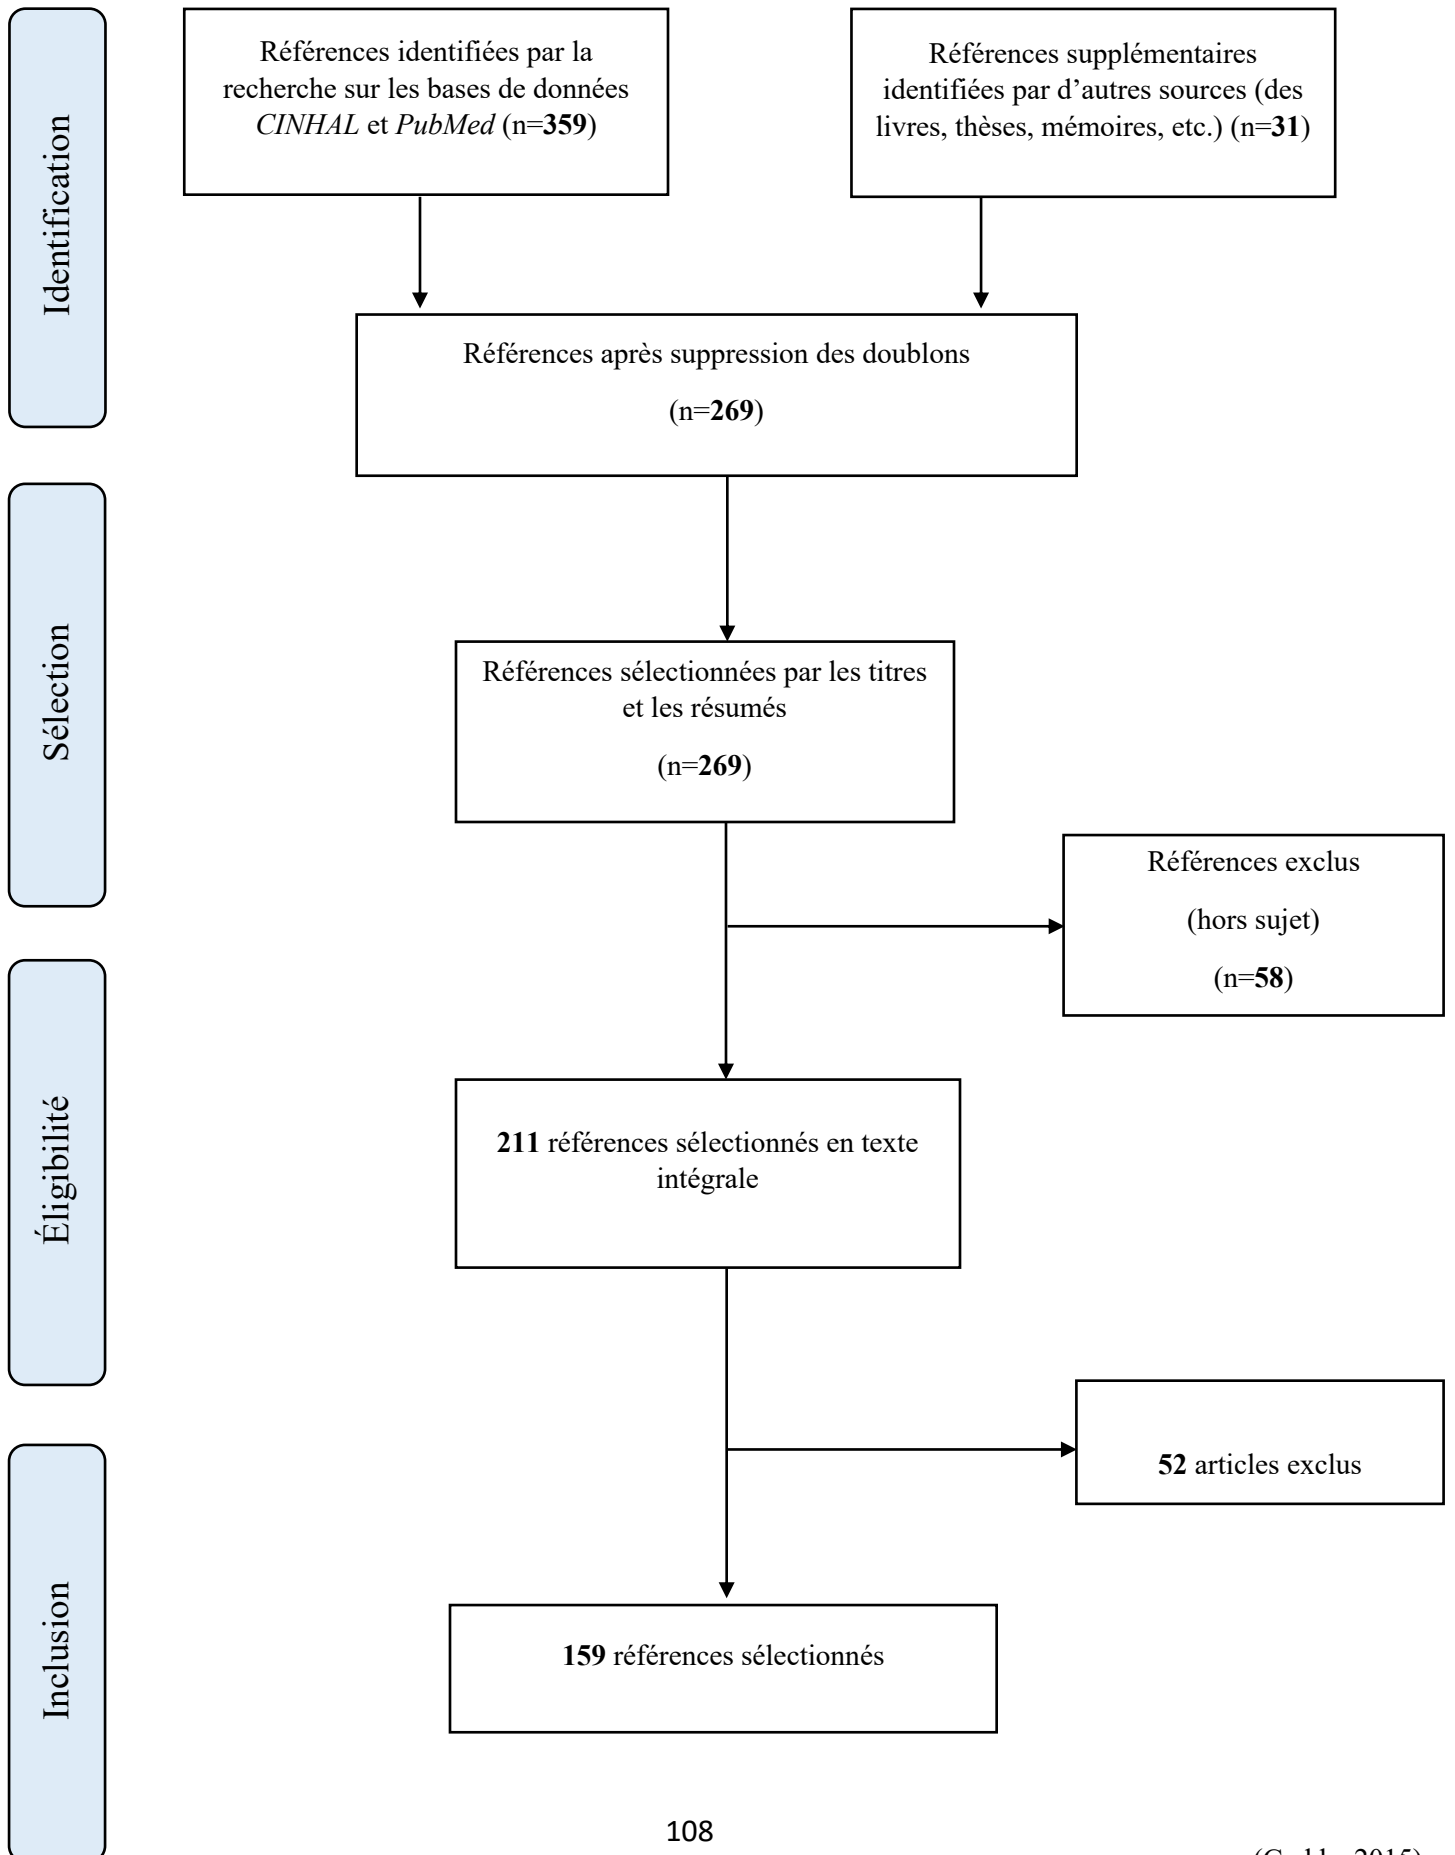 Identification
Références identifiées par la
recherche sur les bases de données
CINHAL et PubMed (n=359)
Références supplémentaires
identifiées par d’autres sources (des
livres, thèses, mémoires, etc.) (n=31)
Références après suppression des doublons
(n=269)
Sélection
Références sélectionnées par les titres
et les résumés
(n=269)
Références exclus
(hors sujet)
(n=58)
Éligibilité
211 références sélectionnés en texte
intégrale
52 articles exclus
Inclusion
159 références sélectionnés
108
2015)